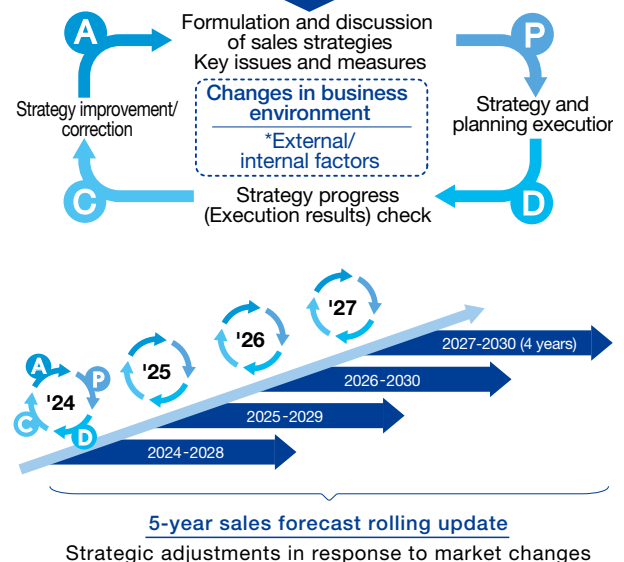 A
Formulation and discussion
of sales strategies
Key issues and measures
P
Changes in business
environment
*External/
internal factors
Strategy improvement/
correction
Strategy and
planning execution
C
Strategy progress
(Execution results) check
D
'27
'26
2027-2030 (4 years)
'25
A
P
2026-2030
'24
C
D
2025-2029
2024-2028
5-year sales forecast rolling update
Strategic adjustments in response to market changes